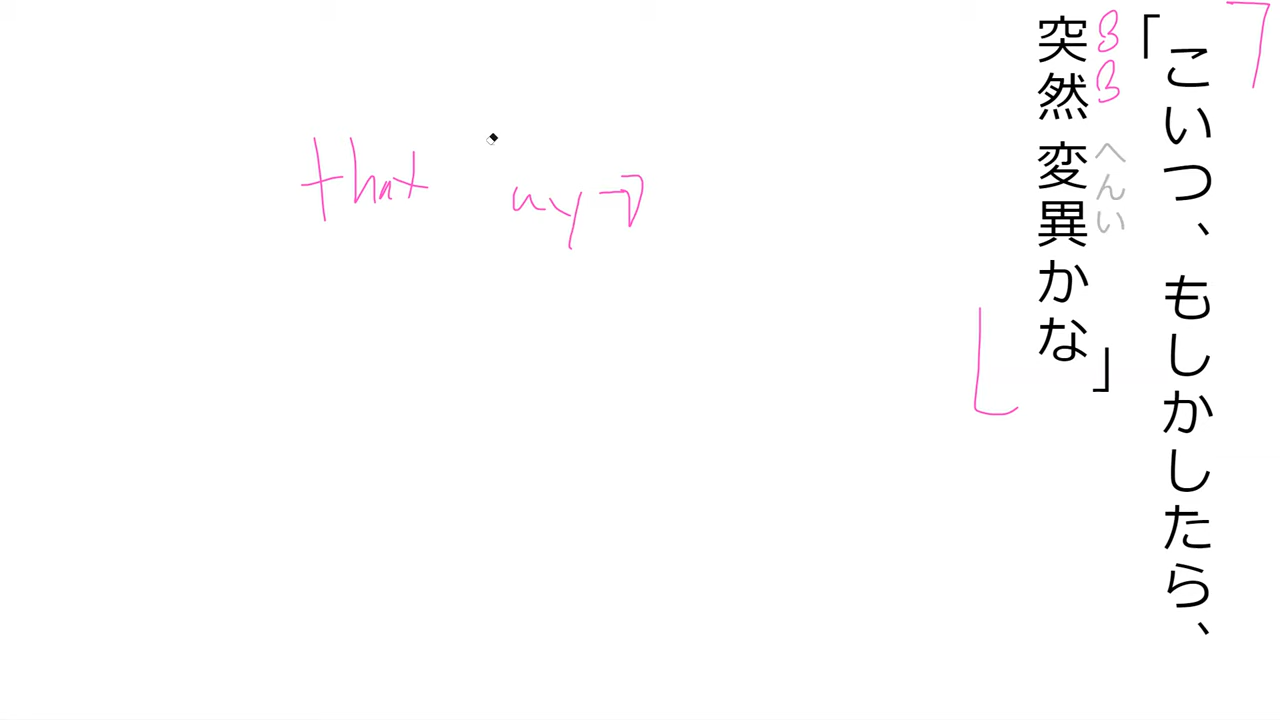 「こいつ、もしかしたら、
突然変異かな」
へんい
that